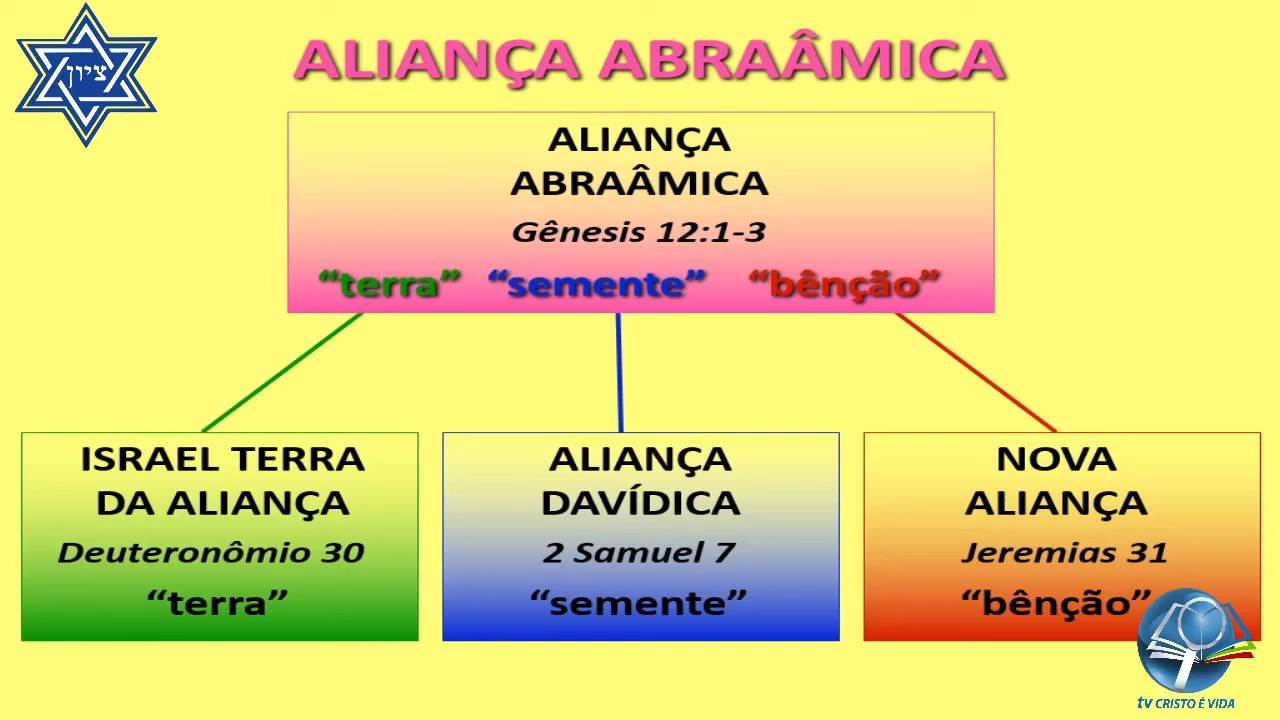 ציון
ALIANÇA ABRAÂMICA
ALIANÇA
ABRAÂMICA
Gênesis 12:1-3
“terra” “semente” “bênção”
ISRAEL TERRA
DA ALIANÇA
Deuteronômio 30
“terra”
ALIANÇA
DAVÍDICA
2 Samuel 7
“semente”
NOVA
ALIANÇA
Jeremias 31
“bênção”
tv CRISTO É VIDA